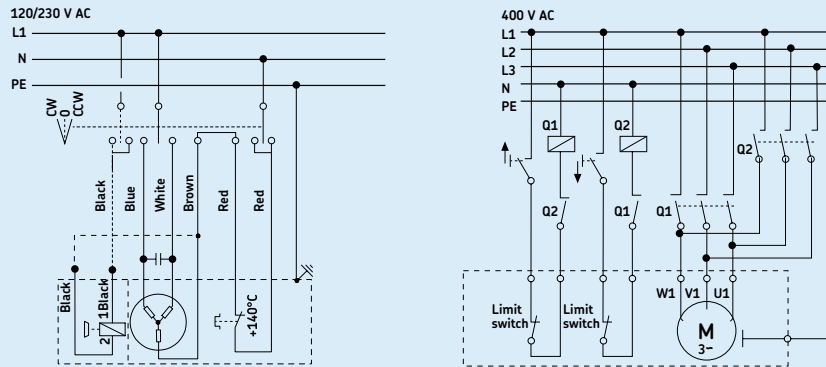 120/230 V AC
L1
N
PE
CW
0
CCW
Black
Blue
White
Brown
Red
Red
Black
1Black
2
+140°C
400 V AC
L1
L2
L3
N
PE
Q1
Q2
Q2
Q2
Q1
Q1
Limit
switch
Limit
switch
W1 V1 U1
M
3~